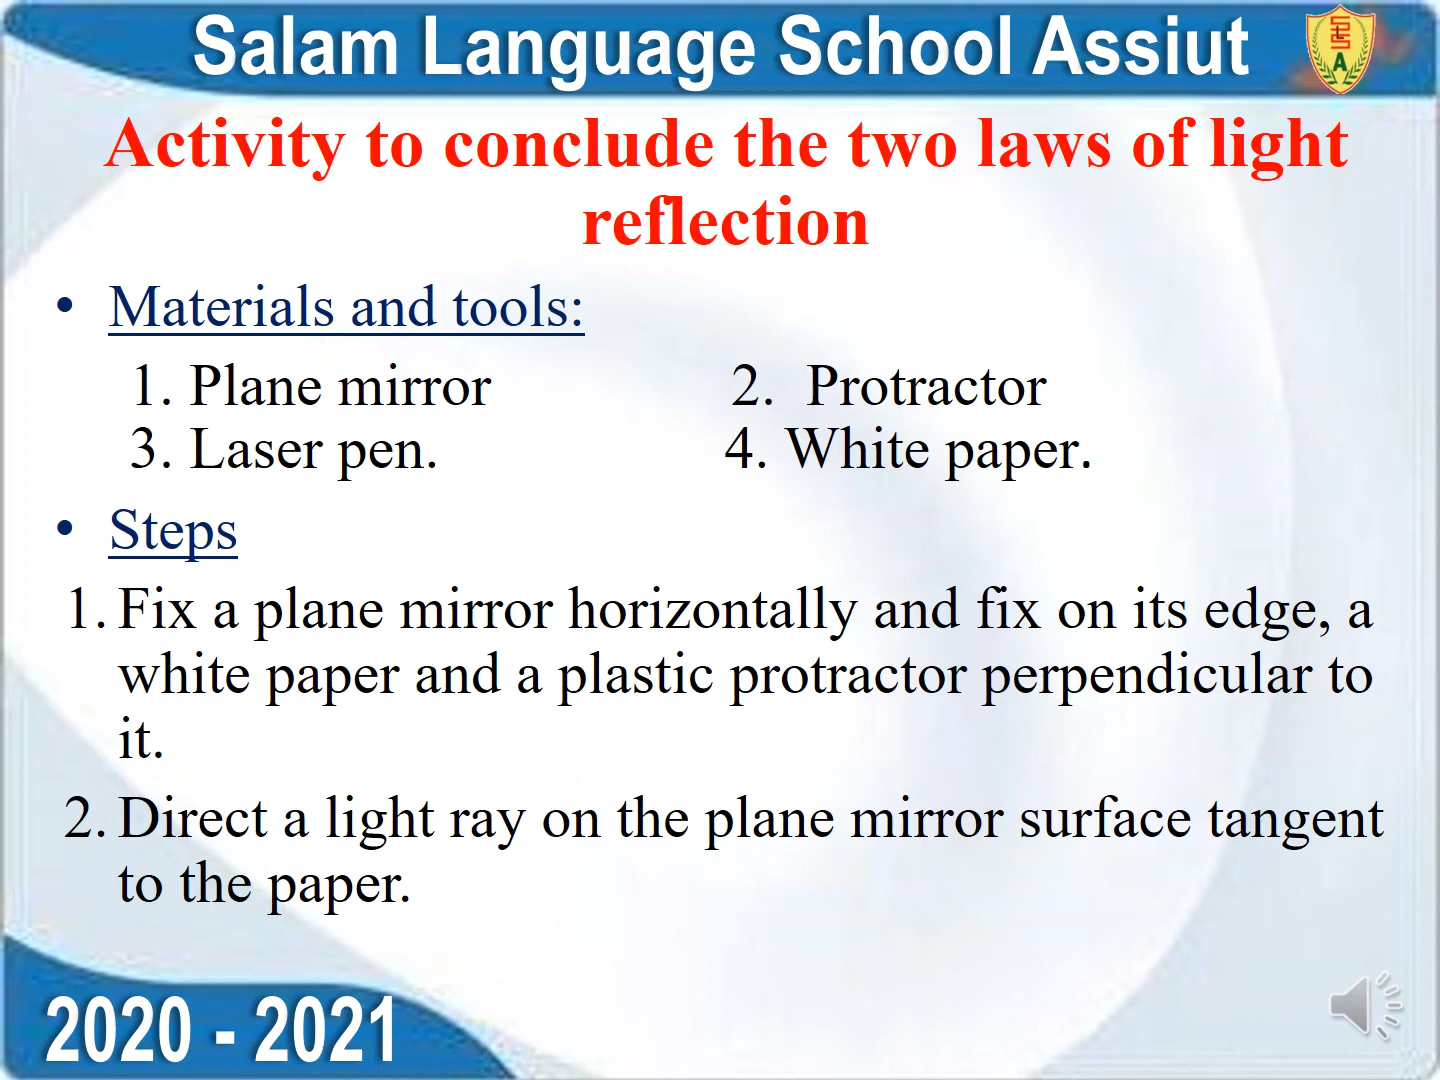 Salam Language School Assiut
Activity to conclude the two laws of light
reflection
• Materials and tools:
1. Plane mirror 2. Protractor
3. Laser pen. 4. White paper.
• Steps
1. Fix a plane mirror horizontally and fix on its edge, a
white paper and a plastic protractor perpendicular to
it.
2. Direct a light ray on the plane mirror surface tangent
to the paper.
2020 - 2021